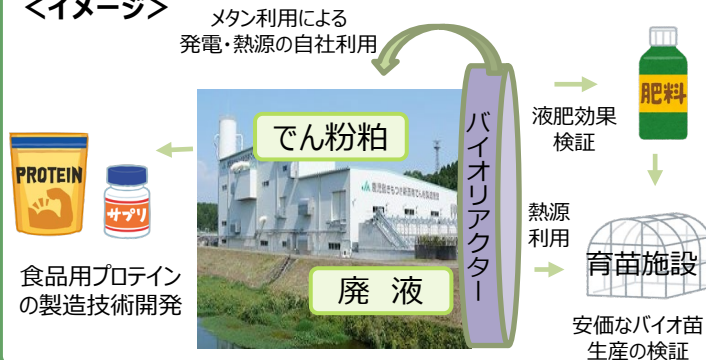 ＜イメージ＞
メタン利用による
発電・熱源の自社利用
でん粉粕
廃 液
バイオリアクター
PROTEIN
サプリ
食品用プロテイン
の製造技術開発
液肥効果
検証
肥料
熱源
利用
育苗施設
安価なバイオ苗
生産の検証